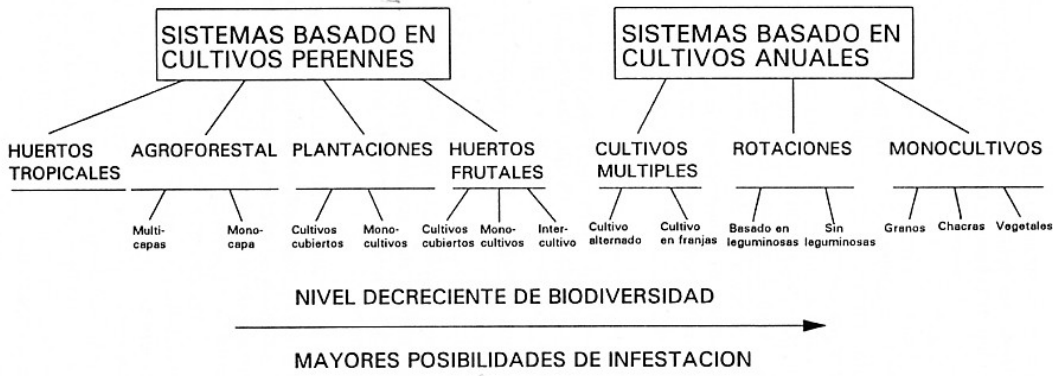 SISTEMAS BASADO EN
CULTIVOS PERENNES
SISTEMAS BASADO EN
CULTIVOS ANUALES
HUERTOS
TROPICALES
AGROFORESTAL
PLANTACIONES
HUERTOS
FRUTALES
CULTIVOS
MULTIPLES
ROTACIONES
MONOCULTIVOS
Multi-
capas
Mono-
capa
Cultivos
cubiertos
Mono-
cultivos
Cultivos
cubiertos
Mono-
cultivos
Inter-
cultivo
Cultivo
alternado
Cultivo
en franjas
Basado en
leguminosas
Sin
leguminosas
Granos
Chacras
Vegetales
NIVEL DECRECIENTE DE BIODIVERSIDAD
MAYORES POSIBILIDADES DE INFESTACION